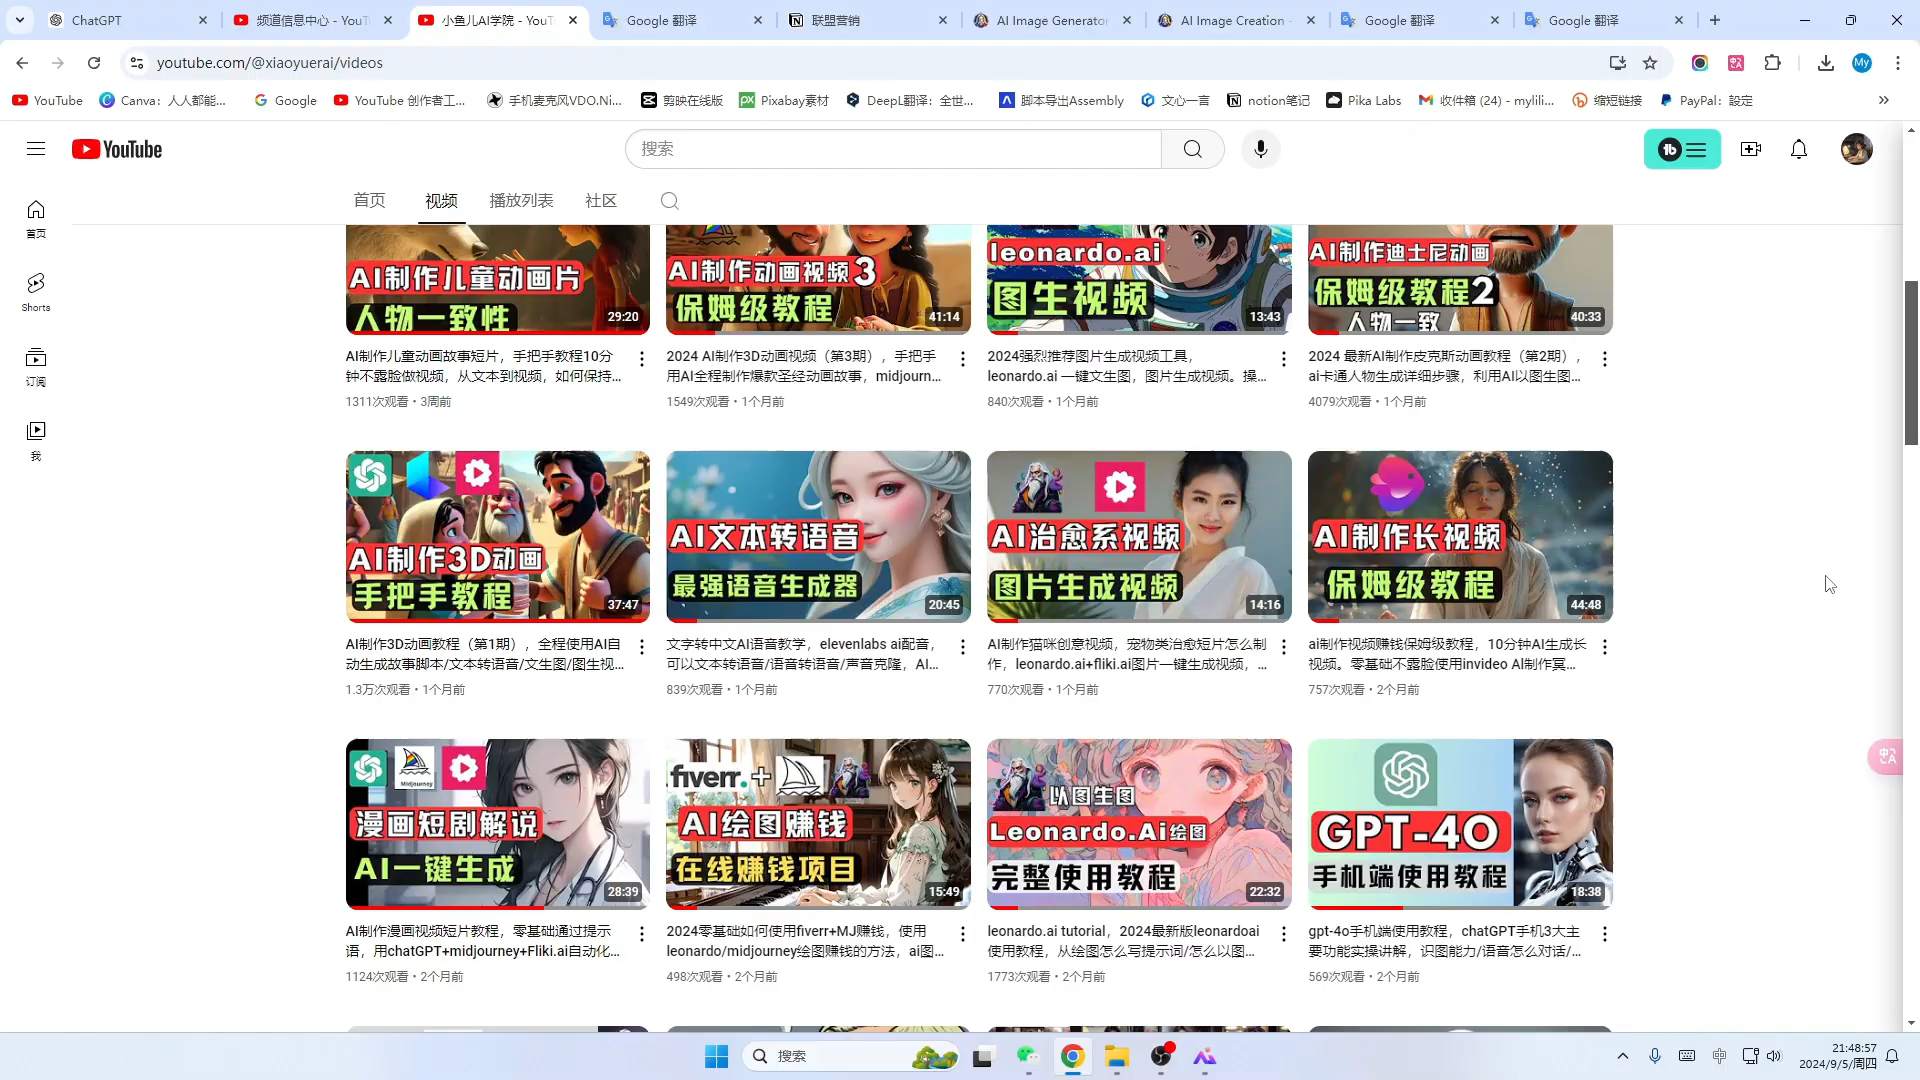 ChatGPT
频道信息中心 - YouT
小鱼儿AI学院 - YouT
Google 翻译
联盟营销
AI Image Generator
AI Image Creation -
Google 翻译
Google 翻译
youtube.com/@xiaoyuerai/videos
My
YouTube
Canva：人人都能...
Google
YouTube 创作者工...
手机麦克风VDO.Ni...
剪映在线版
Pixabay素材
DeepL翻译：全世...
脚本导出Assembly
文心一言
notion笔记
Pika Labs
收件箱 (24) - mylili...
缩短链接
PayPal：設定
YouTube
搜索
首页
视频
播放列表
社区
首页
Shorts
订阅
我
AI制作儿童动画片
人物一致性
29:20
AI制作动画视频3
保姆级教程
41:14
leonardo.ai
图生视频
13:43
AI制作迪士尼动画
保姆级教程2
人物一致
40:33
AI制作儿童动画故事短片，手把手教程10分
钟不露脸做视频，从文本到视频，如何保持...
1311次观看・3周前
2024 AI制作3D动画视频（第3期），手把手
用AI全程制作爆款圣经动画故事，midjourn...
1549次观看・1个月前
2024强烈推荐图片生成视频工具，
leonardo.ai 一键文生图，图片生成视频。操...
840次观看・1个月前
2024 最新AI制作皮克斯动画教程（第2期），
ai卡通人物生成详细步骤，利用AI以图生图...
4079次观看・1个月前
AI制作3D动画
手把手教程
37:47
AI文本转语音
最强语音生成器
20:45
AI治愈系视频
图片生成视频
14:16
AI制作长视频
保姆级教程
44:48
AI制作3D动画教程（第1期），全程使用AI自
动生成故事脚本/文本转语音/文生图/图生视...
1.3万次观看・1个月前
文字转中文AI语音教学，elevenlabs ai配音，
可以文本转语音/语音转语音/声音克隆，AI...
839次观看・1个月前
AI制作猫咪创意视频，宠物类治愈短片怎么制
作，leonardo.ai+fliki.ai图片一键生成视频，...
770次观看・1个月前
ai制作视频赚钱保姆级教程，10分钟AI生成长
视频。零基础不露脸使用invideo AI制作冥...
757次观看・2个月前
Midjourney
漫画短剧解说
AI一键生成
28:39
fiverr.+
AI绘图赚钱
在线赚钱项目
15:49
以图生图
Leonardo.Ai绘图
完整使用教程
22:32
GPT-4O
手机端使用教程
18:38
AI制作漫画视频短片教程，零基础通过提示
语，用chatGPT+midjourney+Fliki.ai自动化...
1124次观看・2个月前
2024零基础如何使用fiverr+MJ赚钱，使用
leonardo/midjourney绘图赚钱的方法，ai图...
498次观看・2个月前
leonardo.ai tutorial，2024最新版leonardoai
使用教程，从绘图怎么写提示词/怎么以图...
1773次观看・2个月前
gpt-4o手机端使用教程，chatGPT手机3大主
要功能实操讲解，识图能力/语音怎么对话/...
569次观看・2个月前
搜索
中
21:48:57
2024/9/5/周四